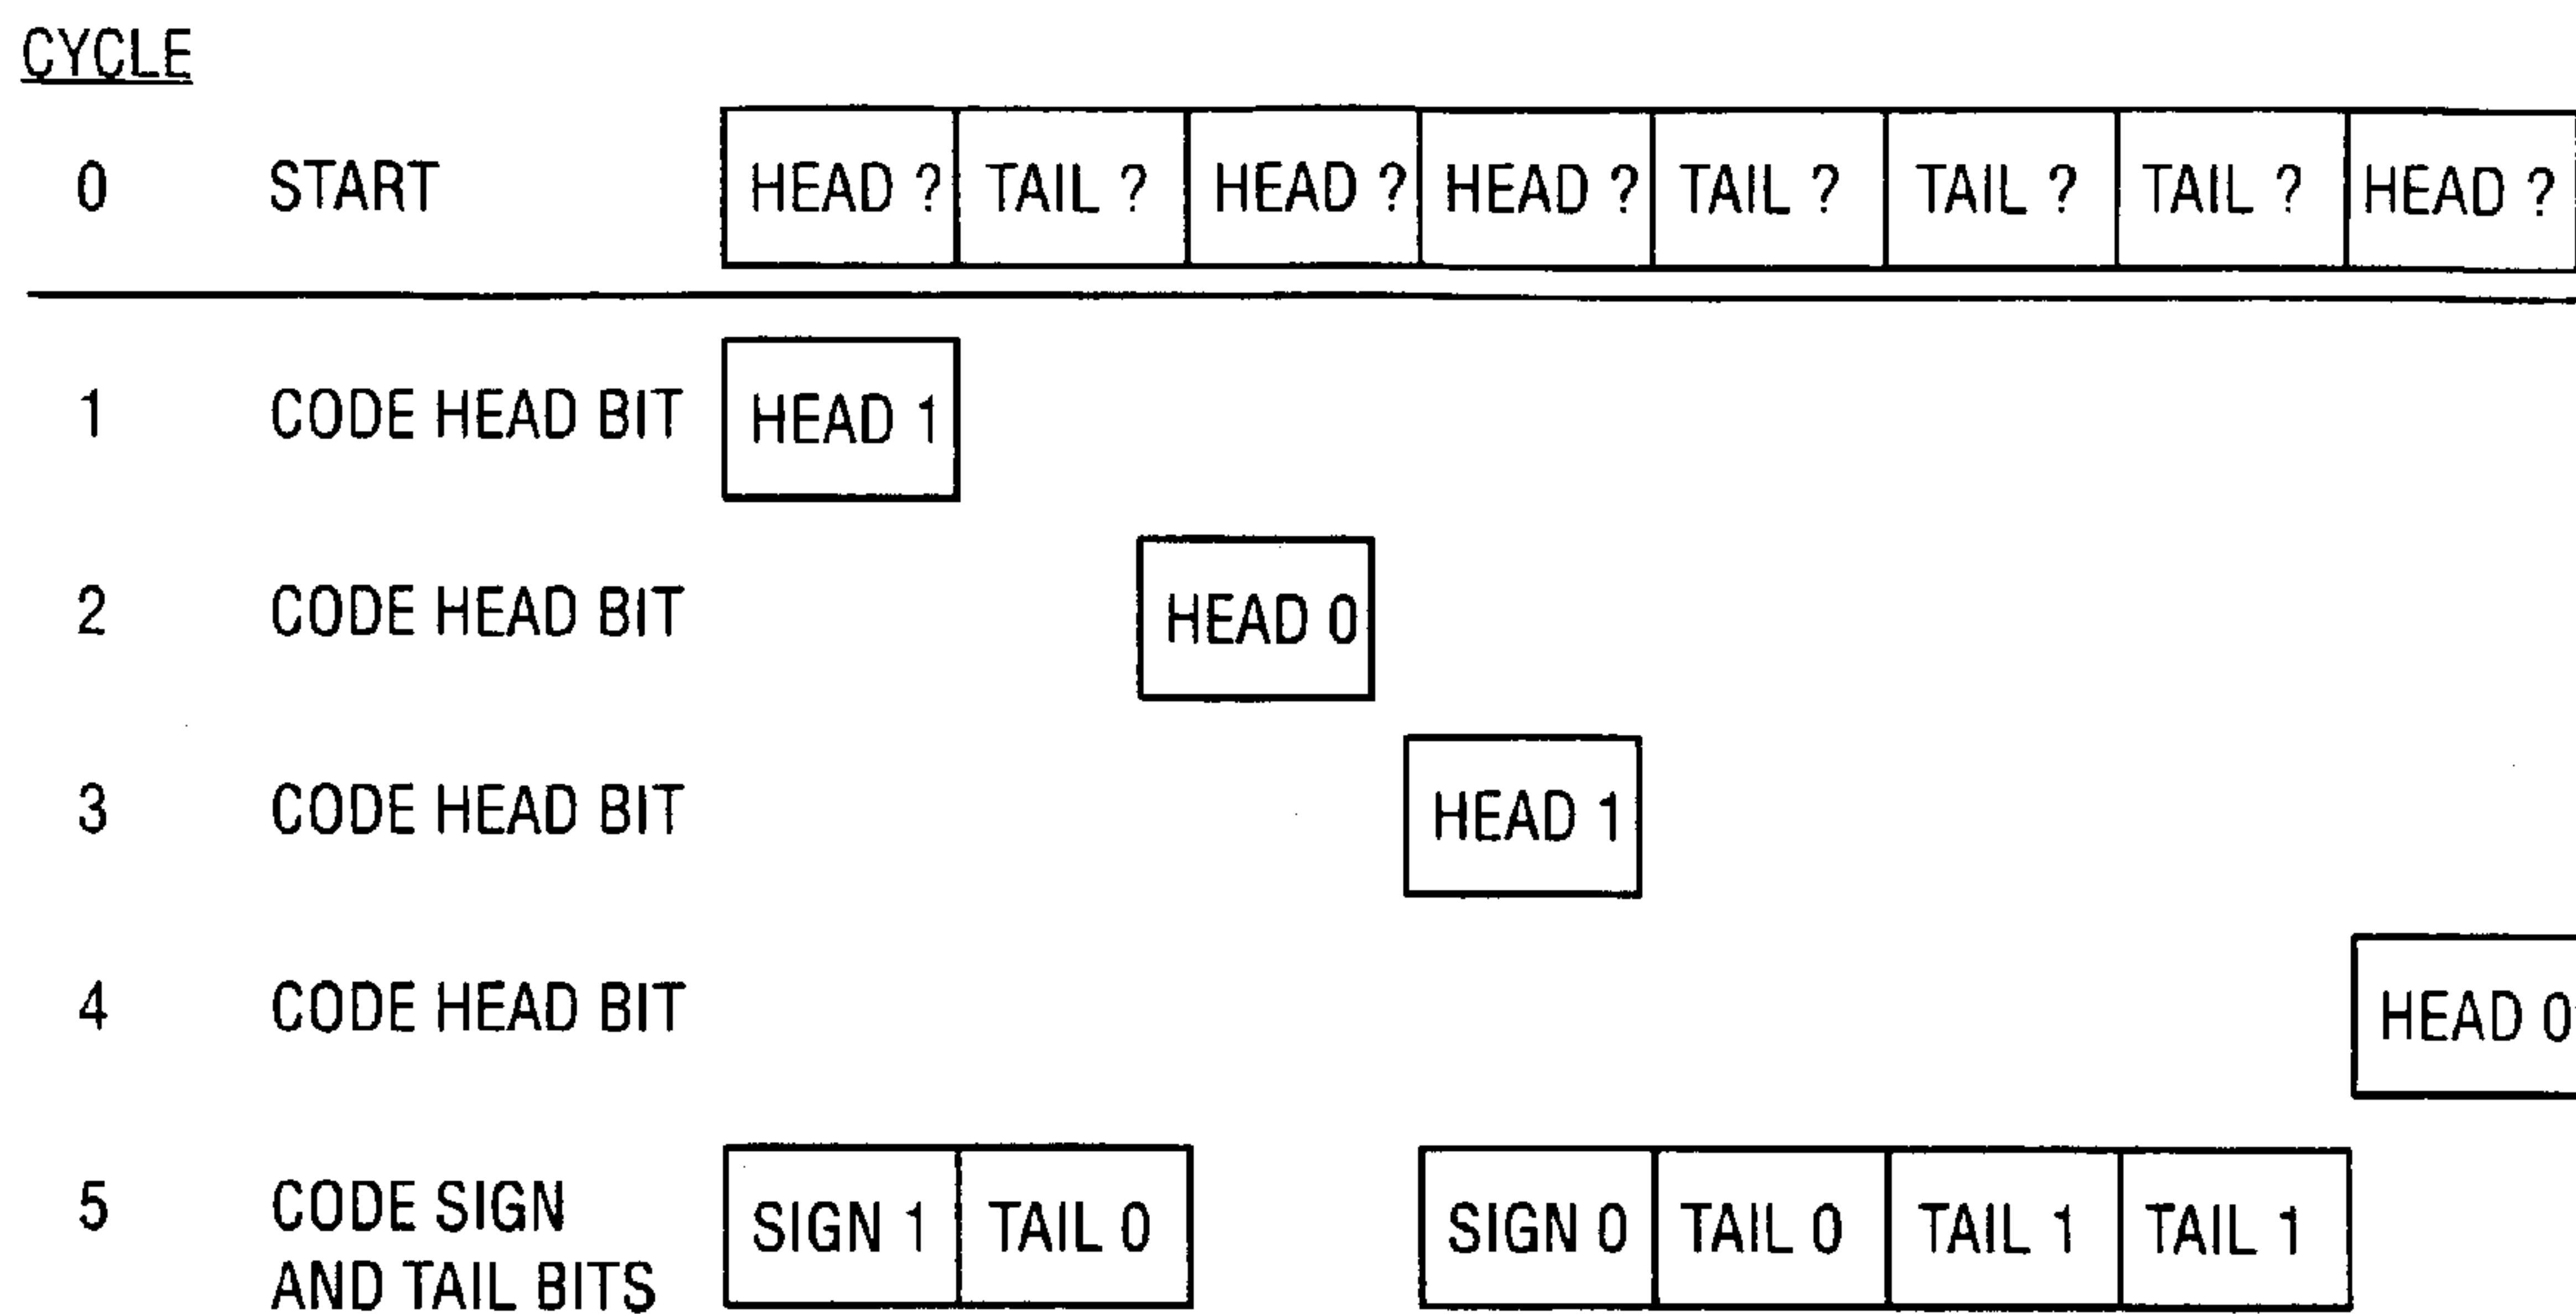 CYCLE
0 START HEAD ? TAIL ? HEAD ? HEAD ? TAIL ? TAIL ? TAIL ? HEAD ?
1 CODE HEAD BIT HEAD 1
2 CODE HEAD BIT HEAD 0
3 CODE HEAD BIT HEAD 1
4 CODE HEAD BIT HEAD 0
5 CODE SIGN SIGN 1 TAIL 0 SIGN 0 TAIL 0 TAIL 1 TAIL 1
AND TAIL BITS